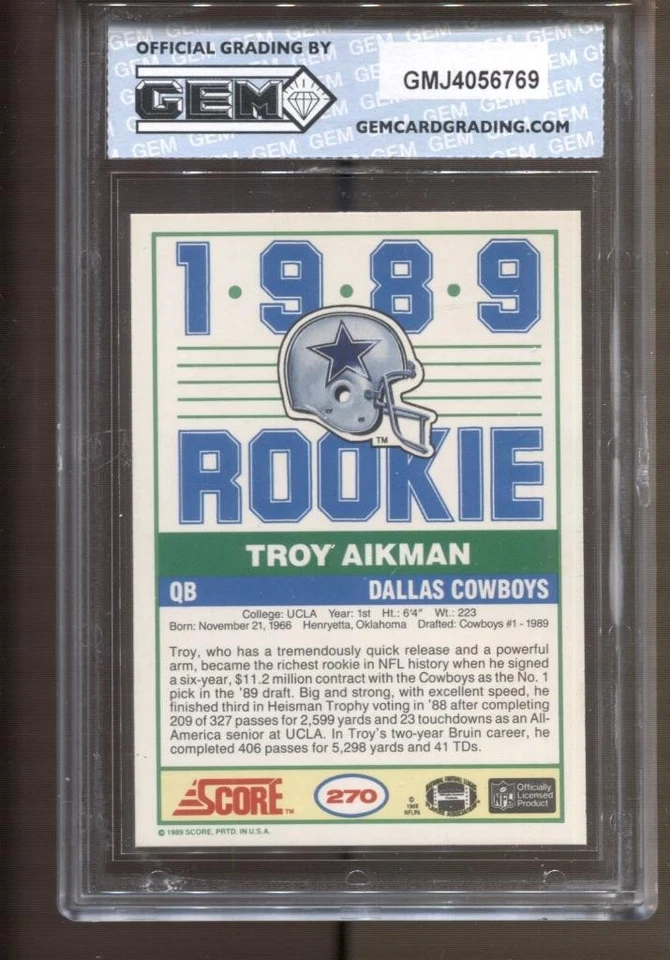 OFFICIAL GRADING BY
GEM
GMJ4056769
GEMCARDGRADING.COM
1·9·8·9
TM
ROOKIE
TROY AIKMAN
QB DALLAS COWBOYS
College: UCLA Year: 1st Ht.: 6'4" Wt.: 223
Born: November 21, 1966 Henryetta, Oklahoma Drafted: Cowboys #1 - 1989
Troy, who has a tremendously quick release and a powerful
arm, became the richest rookie in NFL history when he signed
a six-year, $11.2 million contract with the Cowboys as the No. 1
pick in the '89 draft. Big and strong, with excellent speed, he
finished third in Heisman Trophy voting in '88 after completing
209 of 327 passes for 2,599 yards and 23 touchdowns as an All-
America senior at UCLA. In Troy's two-year Bruin career, he
completed 406 passes for 5,298 yards and 41 TDs.
SCORE TM
270
© 1989 NFLPA
NFL
Officially
Licensed
Product
© 1989 SCORE, PRTD. IN U.S.A.